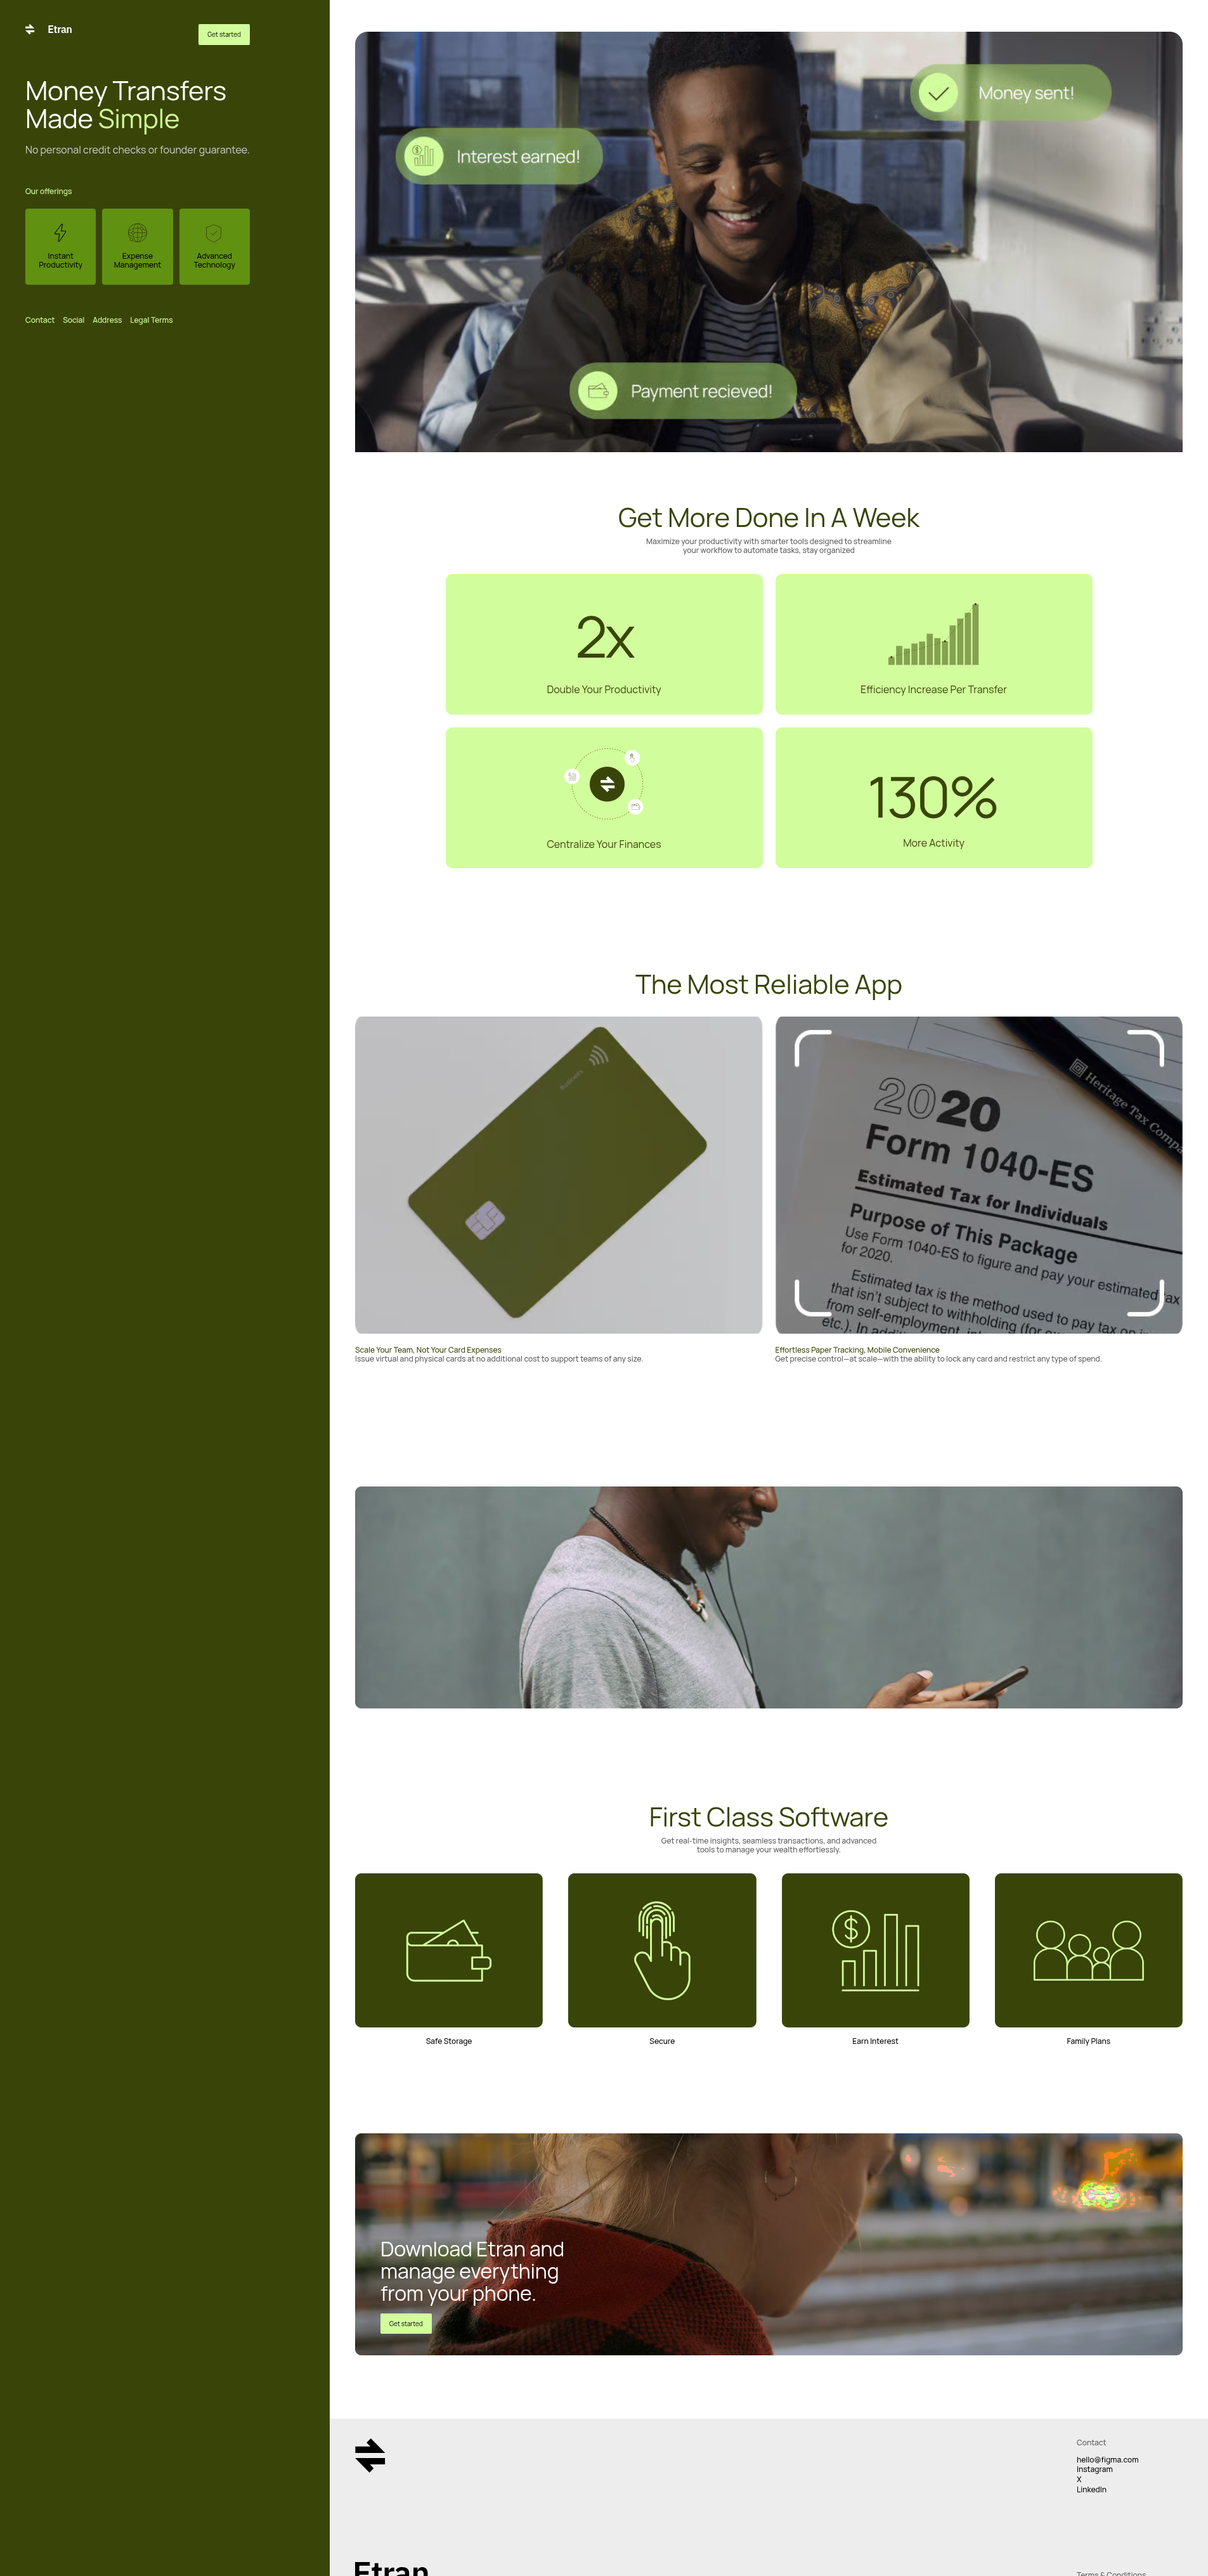 Etran
Get started
Money Transfers
Made Simple
No personal credit checks or founder guarantee.
Our offerings
Instant
Productivity
Expense
Management
Advanced
Technology
Contact Social Address Legal Terms
Money sent!
Interest earned!
Payment recieved!
Get More Done In A Week
Maximize your productivity with smarter tools designed to streamline
your workflow to automate tasks, stay organized
2x
Double Your Productivity
Efficiency Increase Per Transfer
Centralize Your Finances
130%
More Activity
The Most Reliable App
Business
Heritage Tax Compa
2020
Form 1040-ES
Estimated Tax for Individuals
Purpose of This Package
Use Form 1040-ES to figure and pay your estimated tax
for 2020.
Estimated tax is the method used to pay tax on
that isn't subject to withholding (for
from self-employment,
etc.). In
Scale Your Team, Not Your Card Expenses
Issue virtual and physical cards at no additional cost to support teams of any size.
Effortless Paper Tracking, Mobile Convenience
Get precise control—at scale—with the ability to lock any card and restrict any type of spend.
First Class Software
Get real-time insights, seamless transactions, and advanced
tools to manage your wealth effortlessly.
Safe Storage
Secure
Earn Interest
Family Plans
Download Etran and
manage everything
from your phone.
Get started
Contact
hello@figma.com
Instagram
X
LinkedIn
Etran
Terms & Conditions